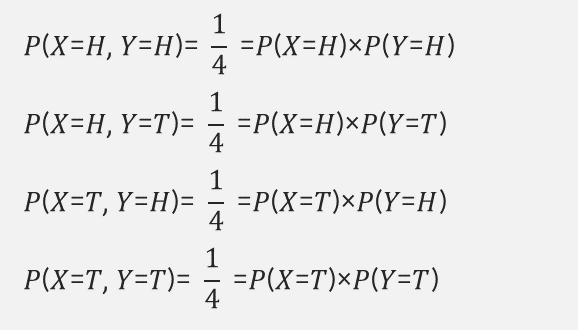 P(X=H, Y=H)= 1/4 =P(X=H)×P(Y=H)
P(X=H, Y=T)= 1/4 =P(X=H)×P(Y=T)
P(X=T, Y=H)= 1/4 =P(X=T)×P(Y=H)
P(X=T, Y=T)= 1/4 =P(X=T)×P(Y=T)